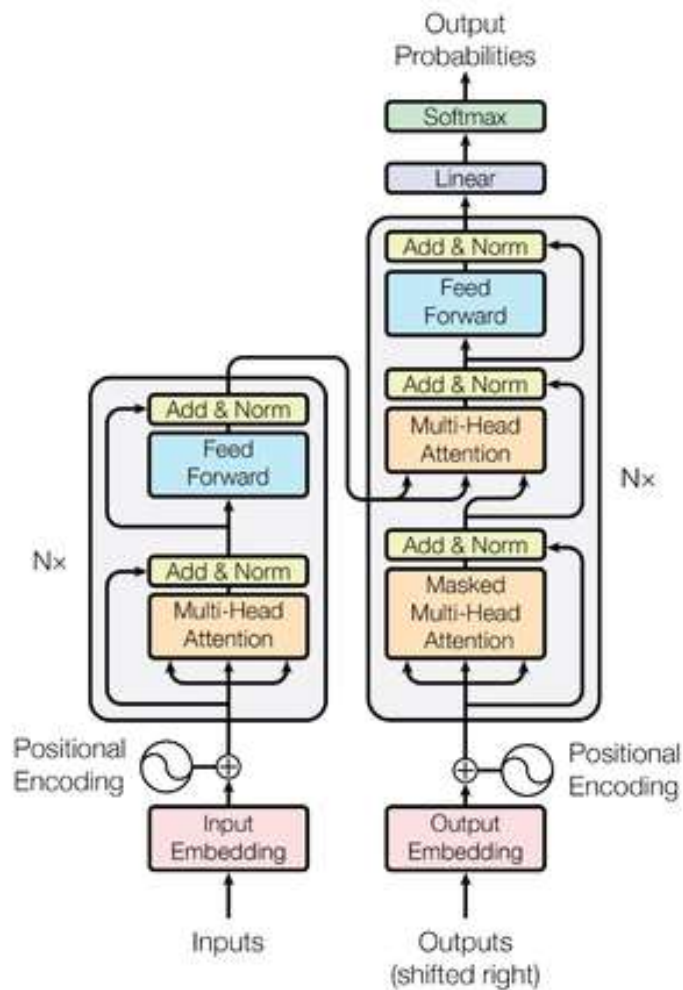 Output
Probabilities
Softmax
Linear
Add & Norm
Feed
Forward
Add & Norm
Multi-Head
Attention
Add & Norm
Masked
Multi-Head
Attention
N×
Add & Norm
Feed
Forward
Add & Norm
Multi-Head
Attention
N×
Positional
Encoding
Positional
Encoding
Input
Embedding
Output
Embedding
Inputs
Outputs
(shifted right)